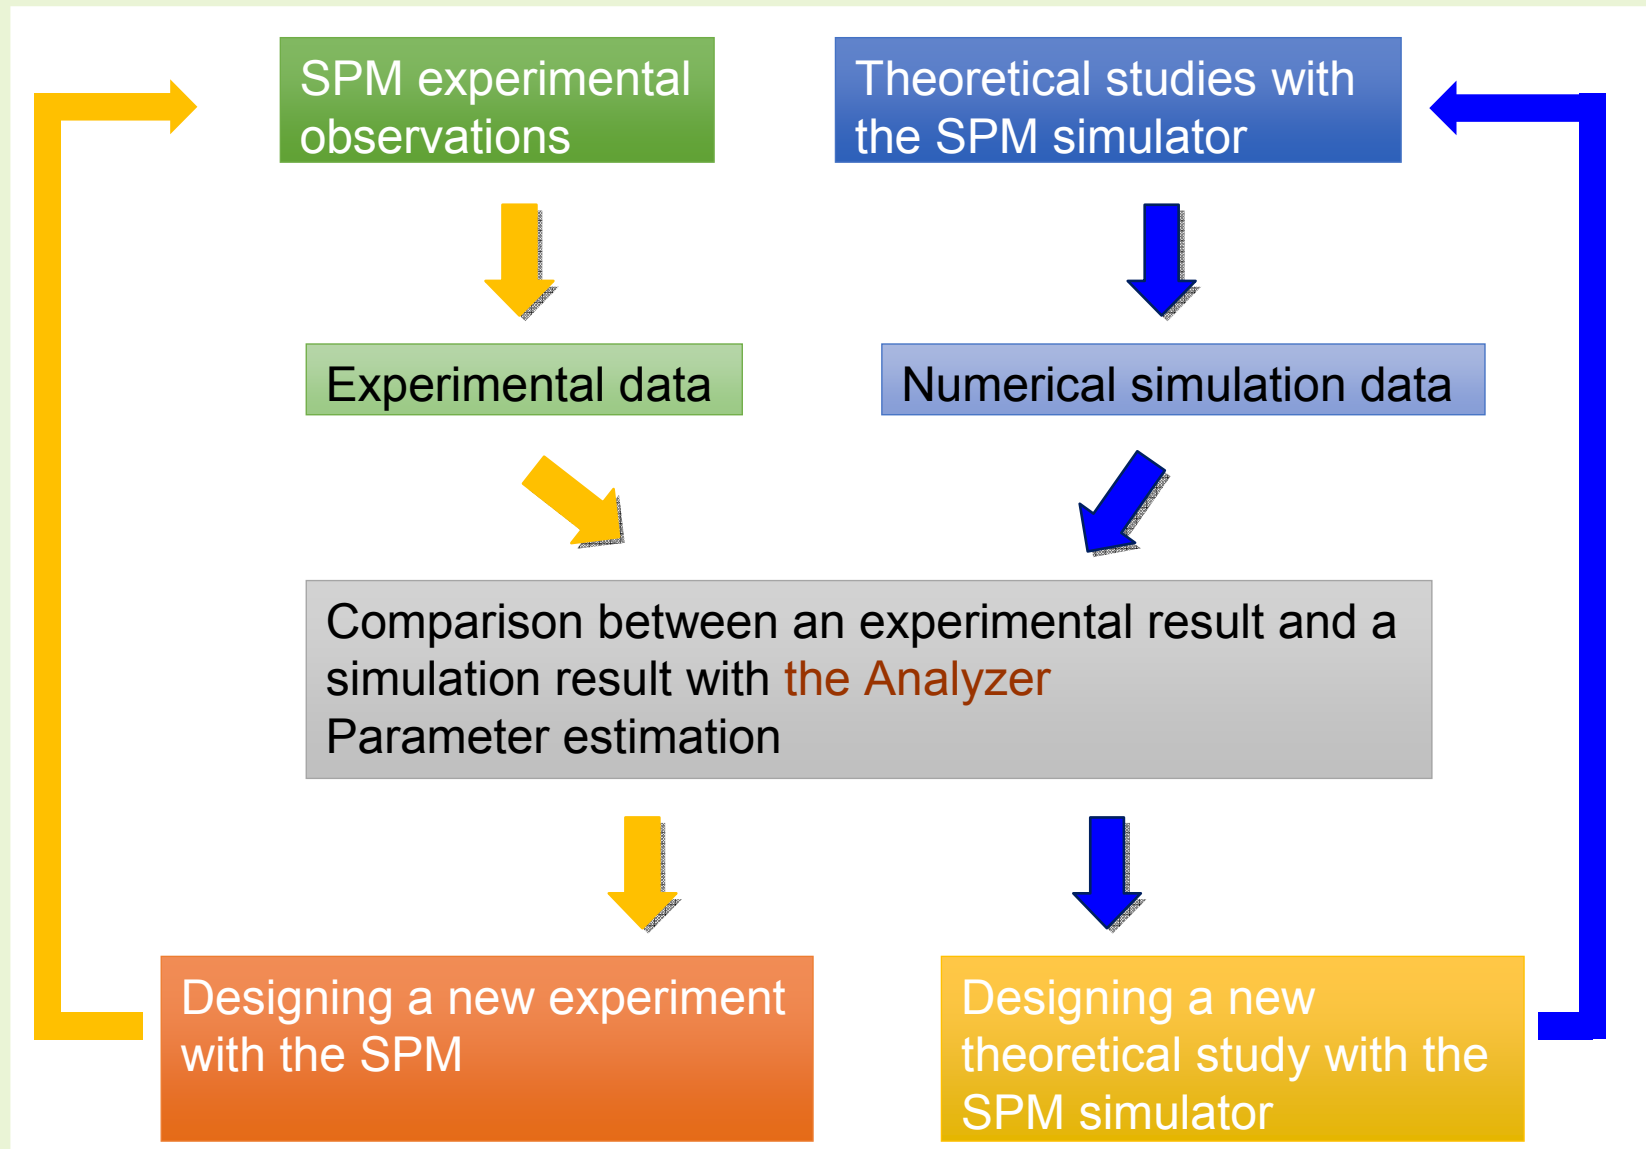 SPM experimental
observations
Theoretical studies with
the SPM simulator
Experimental data
Numerical simulation data
Comparison between an experimental result and a
simulation result with the Analyzer
Parameter estimation
Designing a new experiment
with the SPM
Designing a new
theoretical study with the
SPM simulator